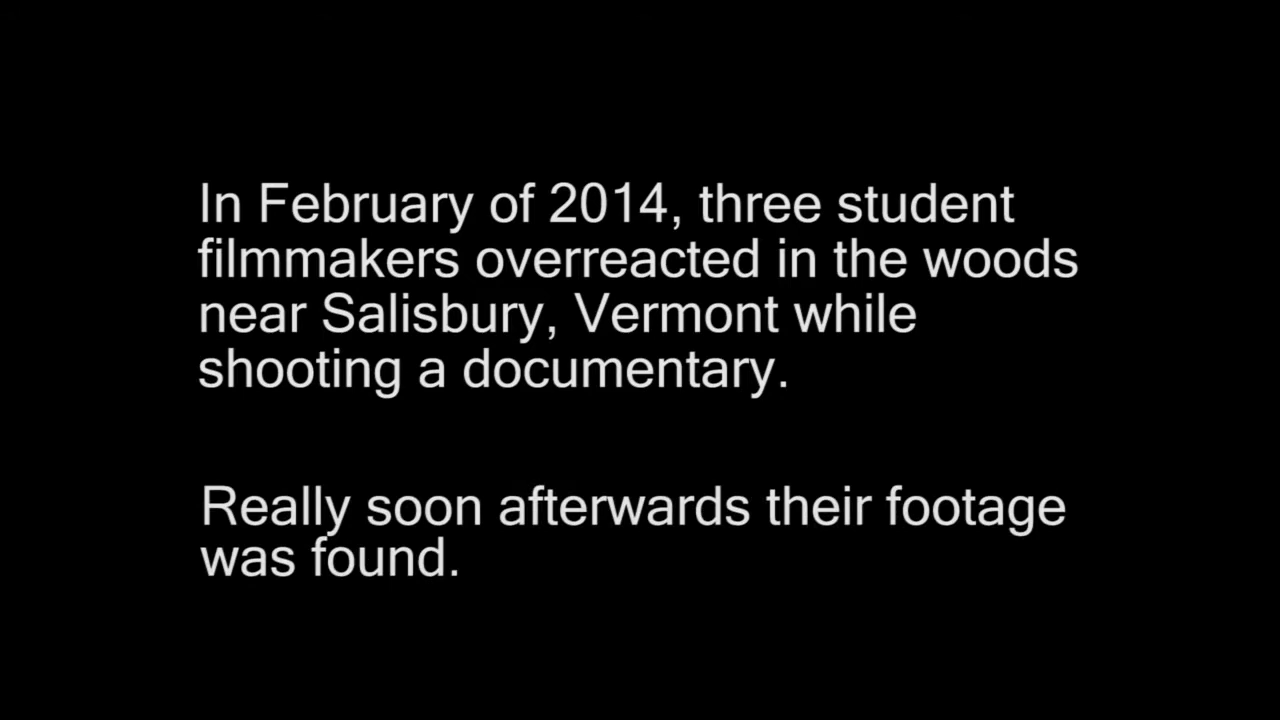 In February of 2014, three student
filmmakers overreacted in the woods
near Salisbury, Vermont while
shooting a documentary.
Really soon afterwards their footage
was found.